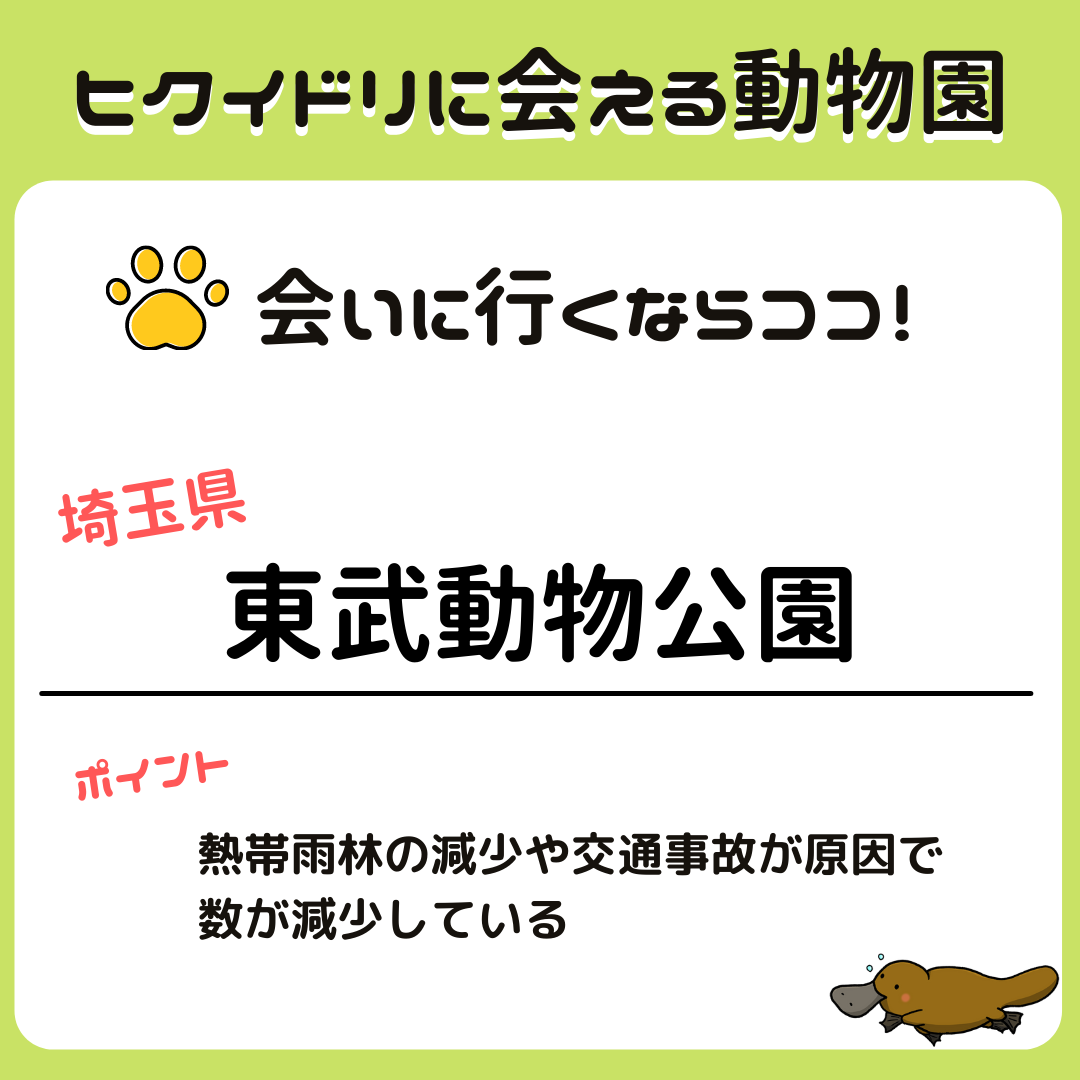 ヒクイドリに会える動物園
会いに行くならココ!
埼玉県
東武動物公園
ポイント
熱帯雨林の減少や交通事故が原因で
数が減少している